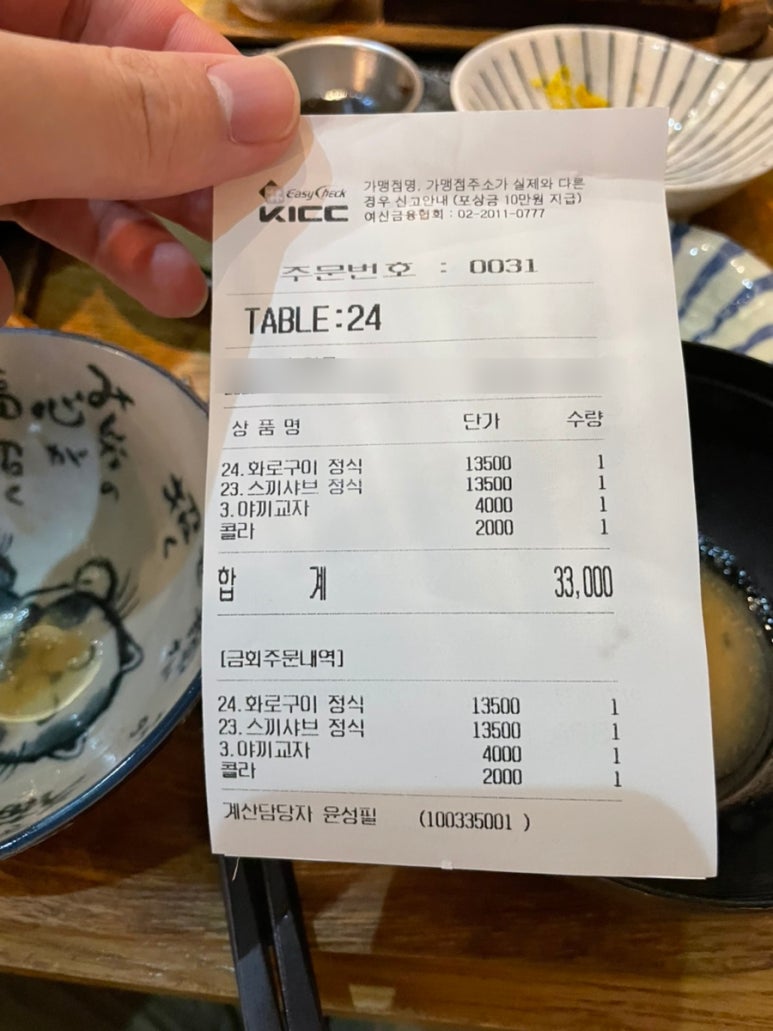 EasyCheck
KICC
가맹점명, 가맹점주소가 실제와 다른
경우 신고안내 (포상금 10만원 지급)
여신금융협회 : 02-2011-0777
주문번호 : 0031
TABLE:24
상 품 명 단가 수량
24.화로구이 정식 13500 1
23.스끼샤브 정식 13500 1
3.야끼교자 4000 1
콜라 2000 1
합 계 33,000
[금회주문내역]
24.화로구이 정식 13500 1
23.스끼샤브 정식 13500 1
3.야끼교자 4000 1
콜라 2000 1
계산담당자 윤성필 (100335001 )